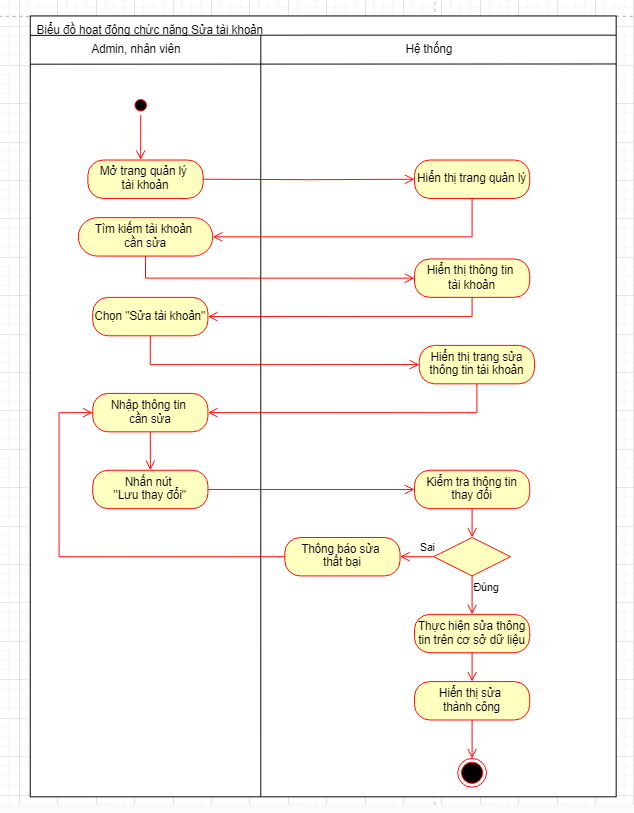 Biểu đồ hoạt động chức năng Sửa tài khoản
Admin, nhân viên
Hệ thống
Mở trang quản lý
tài khoản
Hiển thị trang quản lý
Tìm kiếm tài khoản
cần sửa
Hiển thị thông tin
tài khoản
Chọn "Sửa tài khoản"
Hiển thị trang sửa
thông tin tài khoản
Nhập thông tin
cần sửa
Nhấn nút
"Lưu thay đổi"
Kiểm tra thông tin
thay đổi
Sai
Thông báo sửa
thất bại
Đúng
Thực hiện sửa thông
tin trên cơ sở dữ liệu
Hiển thị sửa
thành công